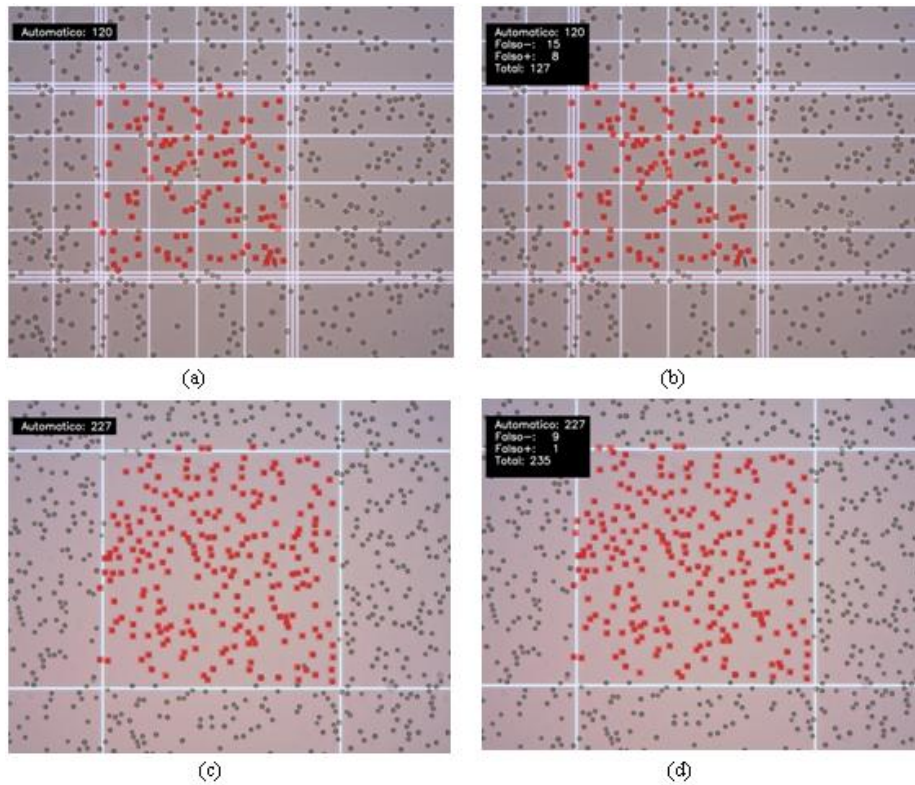 Automatico: 120
Automatico: 120
Falso-: 15
Falso+: 8
Total: 127
(a)
(b)
Automatico: 227
Automatico: 227
Falso-: 9
Falso+: 1
Total: 235
(c)
(d)